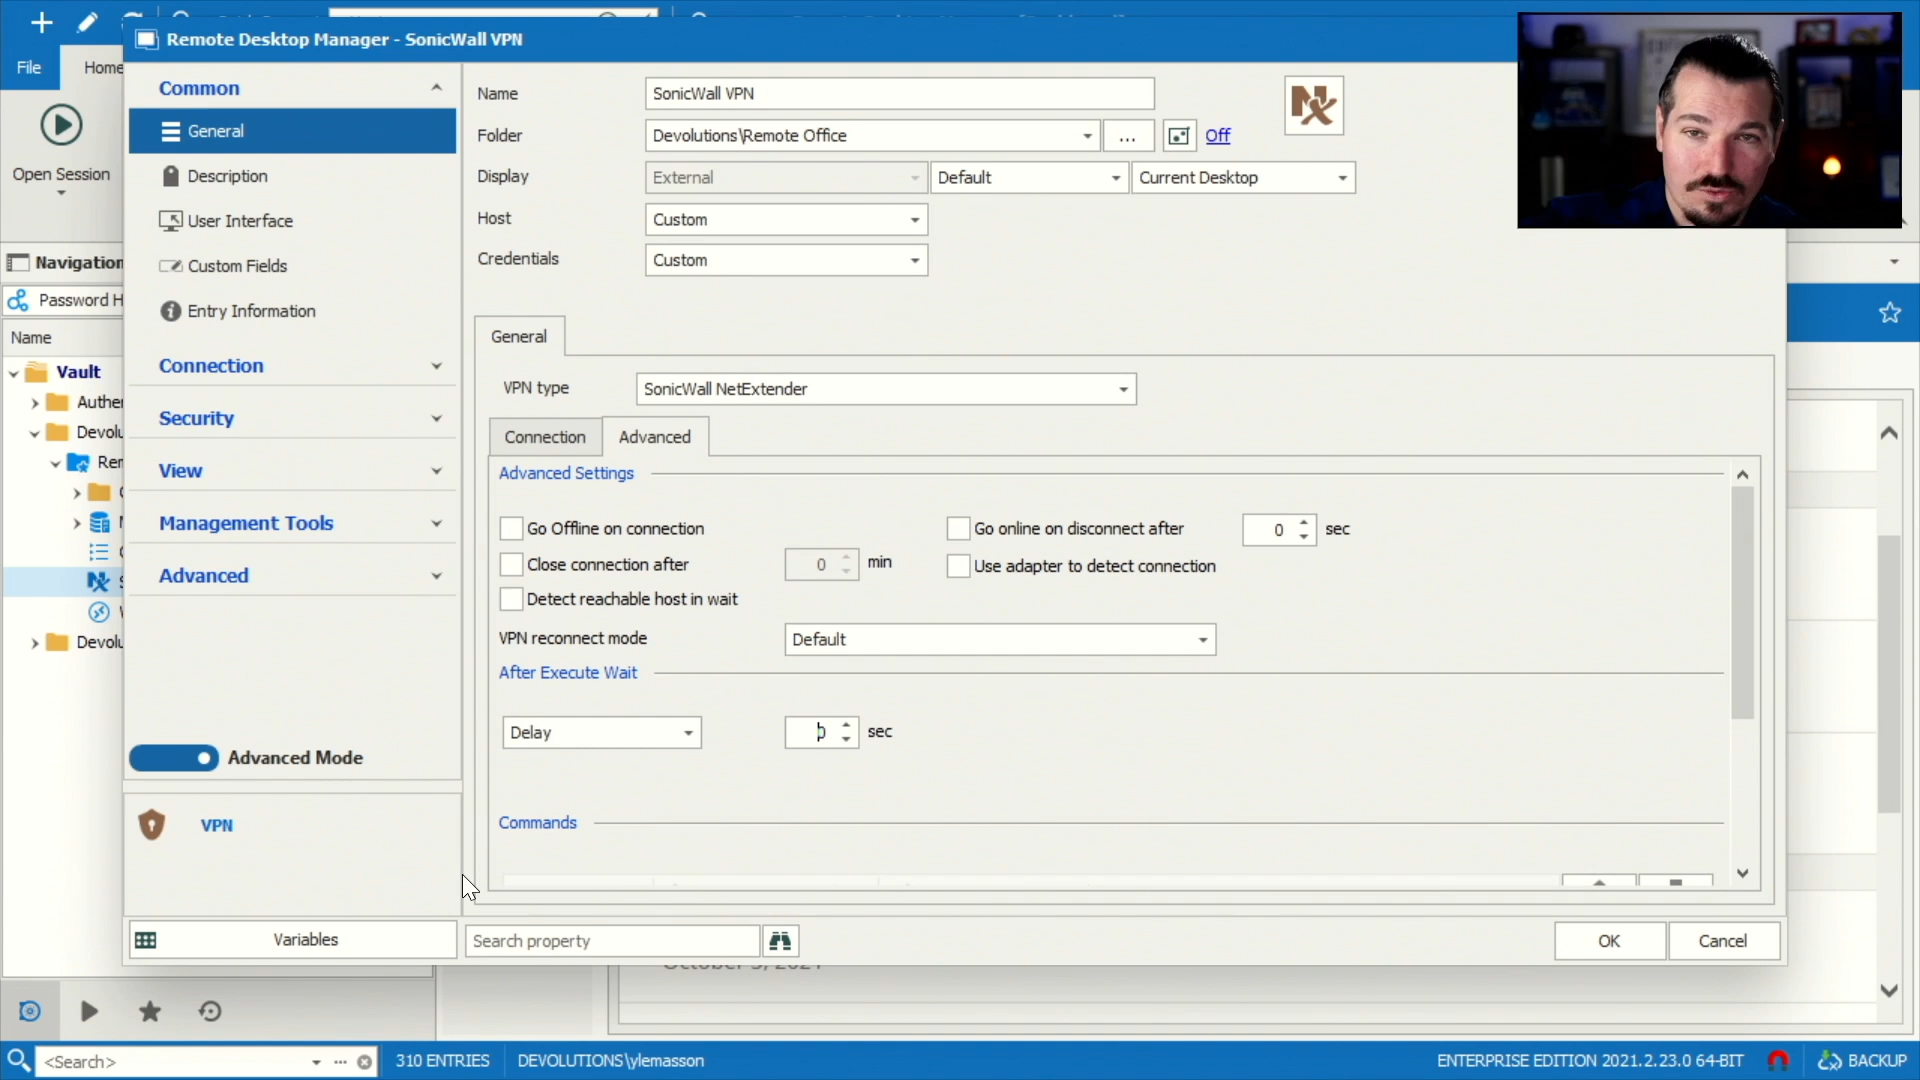 Remote Desktop Manager - SonicWall VPN
File
Home
Open Session
Navigation
Password
Name
Vault
Common
General
Description
User Interface
Custom Fields
Entry Information
Connection
Security
View
Management Tools
Advanced
Advanced Mode
VPN
Variables
Name
SonicWall VPN
Folder
Devolutions\Remote Office
...
Off
Display
External
Default
Current Desktop
Host
Custom
Credentials
Custom
General
VPN type
SonicWall NetExtender
Connection
Advanced
Advanced Settings
Go Offline on connection
Go online on disconnect after
0
sec
Close connection after
0
min
Use adapter to detect connection
Detect reachable host in wait
VPN reconnect mode
Default
After Execute Wait
Delay
0
sec
Commands
Search property
OK
Cancel
<Search>
310 ENTRIES
DEVOLUTIONS\ylemasson
ENTERPRISE EDITION 2021.2.23.0 64-BIT
BACKUP